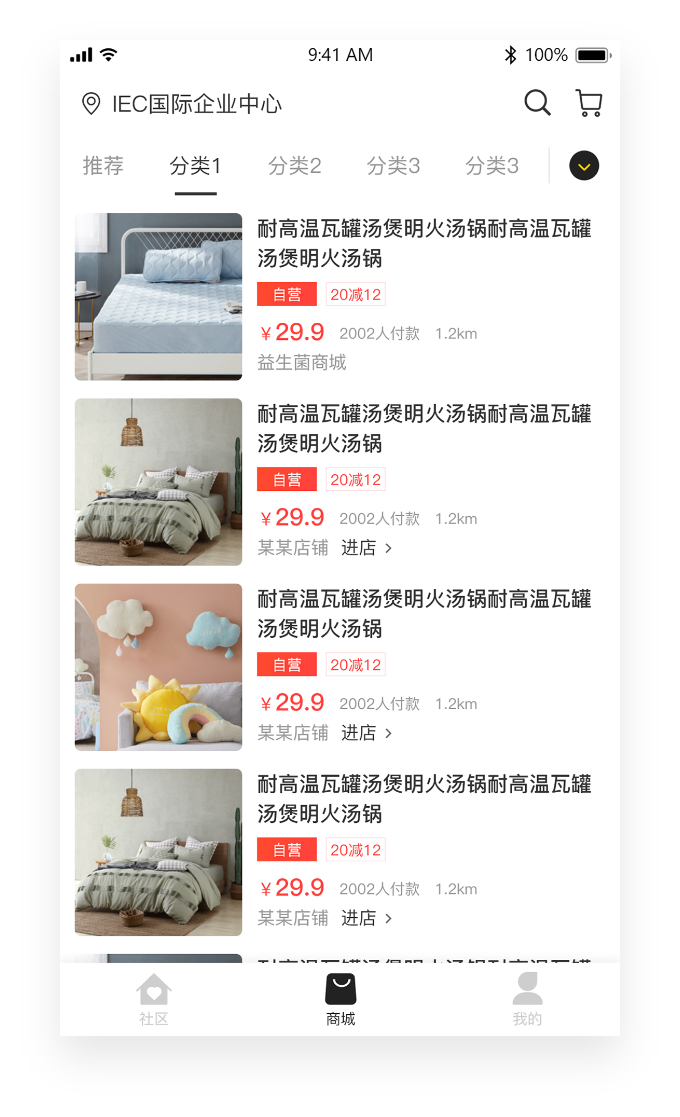 9:41 AM
100%
IEC国际企业中心
推荐 分类1 分类2 分类3 分类3
耐高温瓦罐汤煲明火汤锅耐高温瓦罐
汤煲明火汤锅
自营 20减12
¥29.9 2002人付款 1.2km
益生菌商城
耐高温瓦罐汤煲明火汤锅耐高温瓦罐
汤煲明火汤锅
自营 20减12
¥29.9 2002人付款 1.2km
某某店铺 进店 >
耐高温瓦罐汤煲明火汤锅耐高温瓦罐
汤煲明火汤锅
自营 20减12
¥29.9 2002人付款 1.2km
某某店铺 进店 >
耐高温瓦罐汤煲明火汤锅耐高温瓦罐
汤煲明火汤锅
自营 20减12
¥29.9 2002人付款 1.2km
某某店铺 进店 >
社区 商城 我的